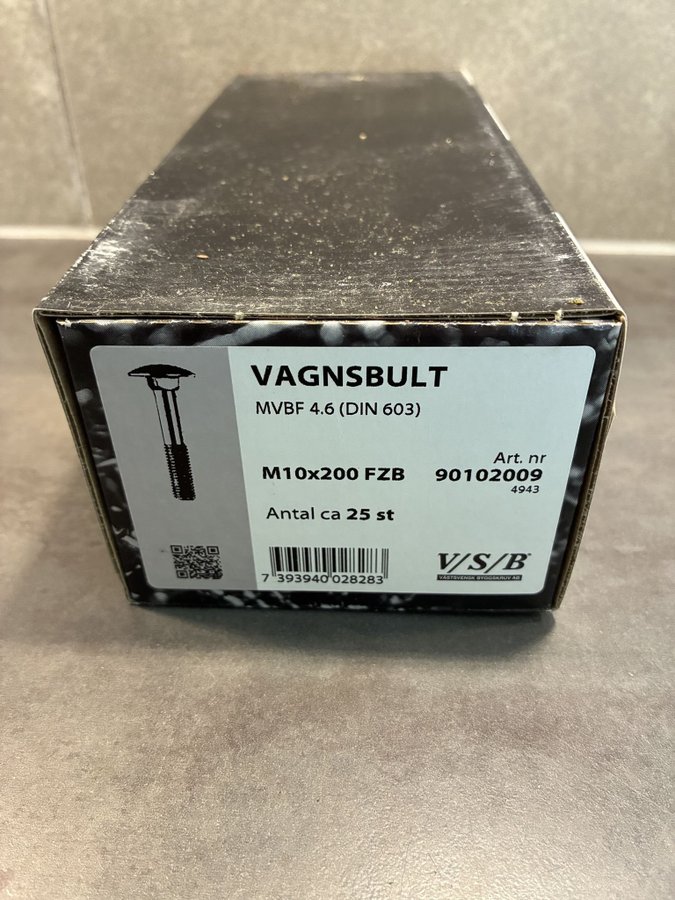 VAGNSBULT
MVBF 4.6 (DIN 603)
M10x200 FZB
Art. nr
90102009
4943
Antal ca 25 st
7 393940 028283
V/S/B
VÄSTSVENSK BYGGSKRUV AB